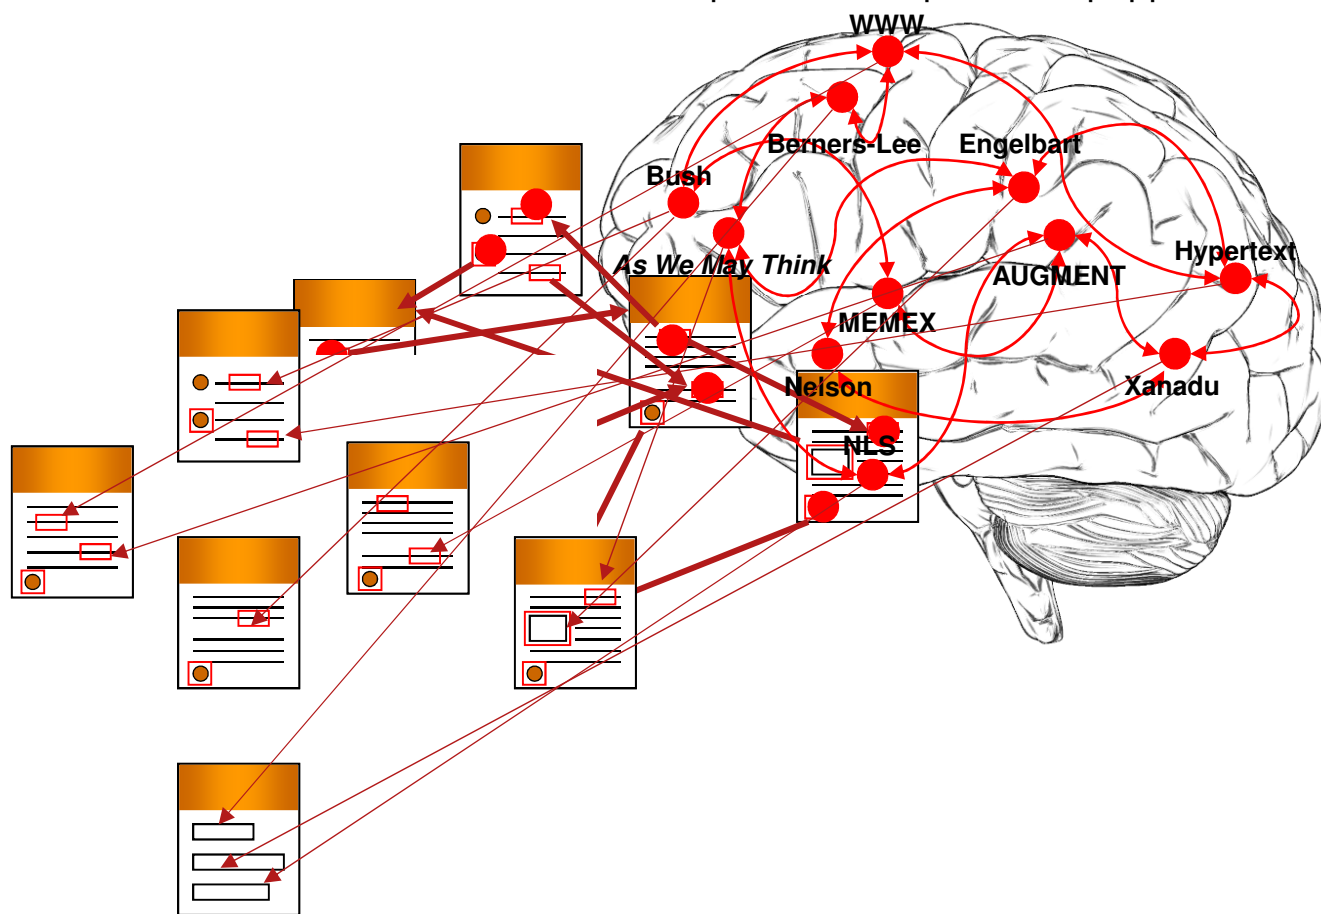 WWW
Berners-Lee
Engelbart
Bush
As We May Think
Hypertext
AUGMENT
MEMEX
Nelson
Xanadu
NLS